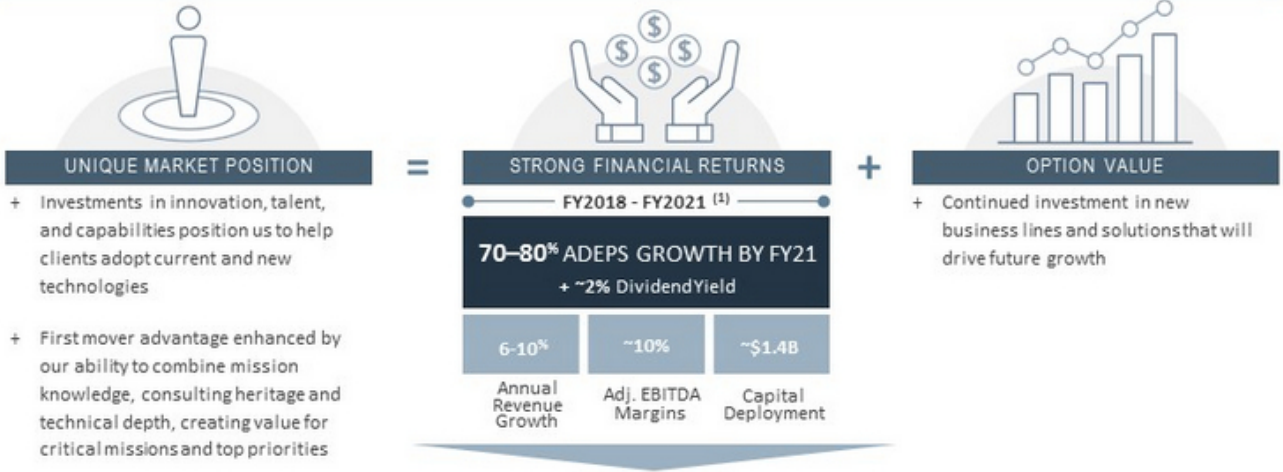 UNIQUE MARKET POSITION
+ Investments in innovation, talent,
and capabilities position us to help
clients adopt current and new
technologies
+ First mover advantage enhanced by
our ability to combine mission
knowledge, consulting heritage and
technical depth, creating value for
critical missions and top priorities
=
$ $ $ $
STRONG FINANCIAL RETURNS
FY2018 - FY2021 (1)
70–80% ADEPS GROWTH BY FY21
+ ~2% Dividend Yield
6-10%
Annual
Revenue
Growth
~10%
Adj. EBITDA
Margins
~$1.4B
Capital
Deployment
+
OPTION VALUE
+ Continued investment in new
business lines and solutions that will
drive future growth